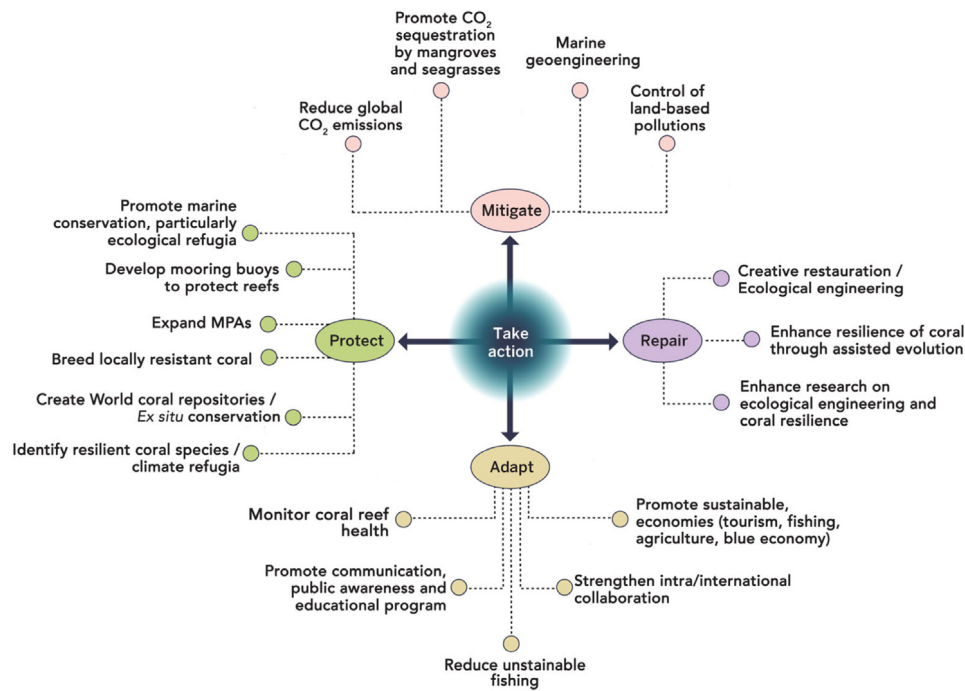 Promote CO₂
sequestration
by mangroves
and seagrasses
Marine
geoengineering
Reduce global
CO₂ emissions
Control of
land-based
pollutions
Mitigate
Promote marine
conservation, particularly
ecological refugia
Develop mooring buoys
to protect reefs
Expand MPAs
Breed locally resistant coral
Create World coral repositories /
Ex situ conservation
Identify resilient coral species /
climate refugia
Protect
Take
action
Repair
Creative restauration /
Ecological engineering
Enhance resilience of coral
through assisted evolution
Enhance research on
ecological engineering and
coral resilience
Adapt
Monitor coral reef
health
Promote sustainable,
economies (tourism, fishing,
agriculture, blue economy)
Promote communication,
public awareness and
educational program
Strengthen intra/international
collaboration
Reduce unstainable
fishing